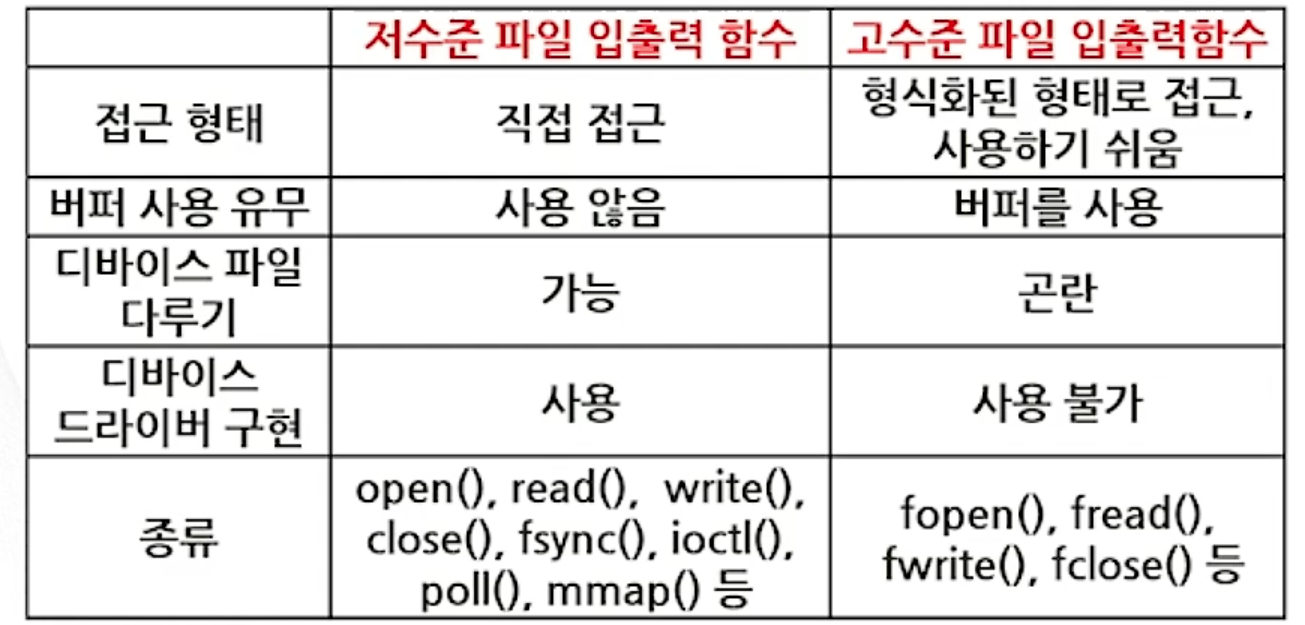 저수준 파일 입출력 함수
고수준 파일 입출력함수
접근 형태
직접 접근
형식화된 형태로 접근,
사용하기 쉬움
버퍼 사용 유무
사용 않음
버퍼를 사용
디바이스 파일
다루기
가능
곤란
디바이스
드라이버 구현
사용
사용 불가
종류
open(), read(), write(),
close(), fsync(), ioctl(),
poll(), mmap() 등
fopen(), fread(),
fwrite(), fclose() 등